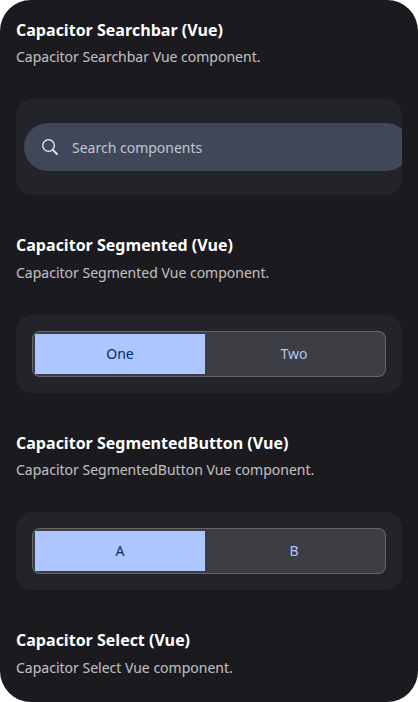 Capacitor Searchbar (Vue)
Capacitor Searchbar Vue component.
Search components
Capacitor Segmented (Vue)
Capacitor Segmented Vue component.
One Two
Capacitor SegmentedButton (Vue)
Capacitor SegmentedButton Vue component.
A B
Capacitor Select (Vue)
Capacitor Select Vue component.